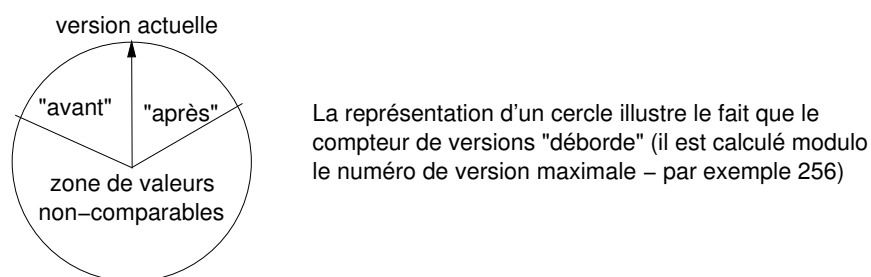 version actuelle
"avant"
"après"
zone de valeurs
non−comparables
La représentation d'un cercle illustre le fait que le
compteur de versions "déborde" (il est calculé modulo
le numéro de version maximale − par exemple 256)